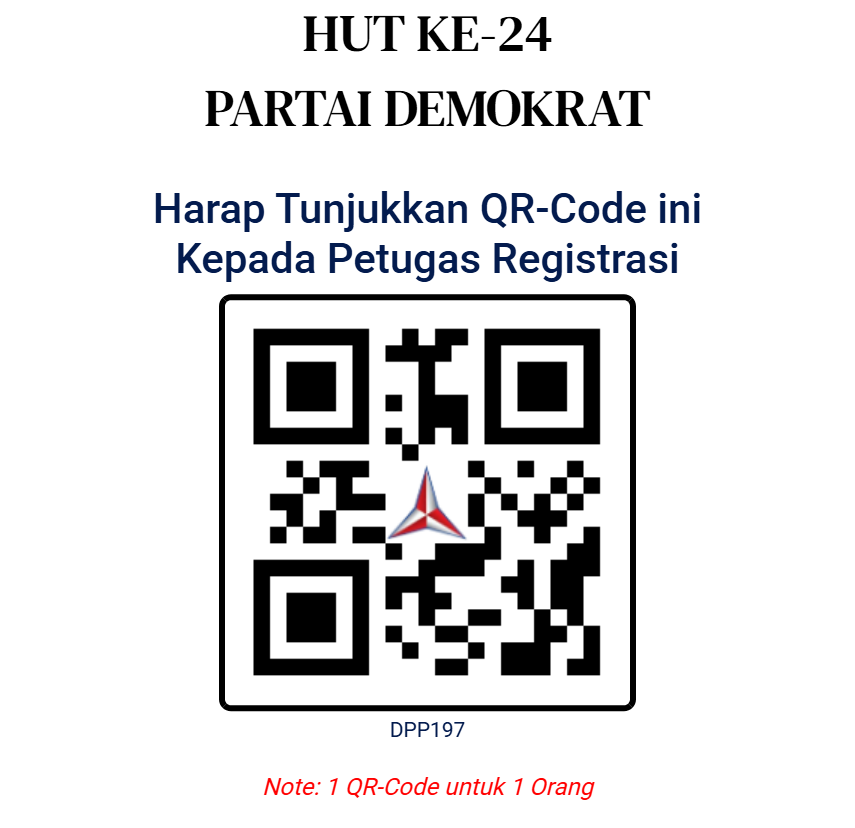 HUT KE-24
PARTAI DEMOKRAT
Harap Tunjukkan QR-Code ini
Kepada Petugas Registrasi
DPP197
Note: 1 QR-Code untuk 1 Orang